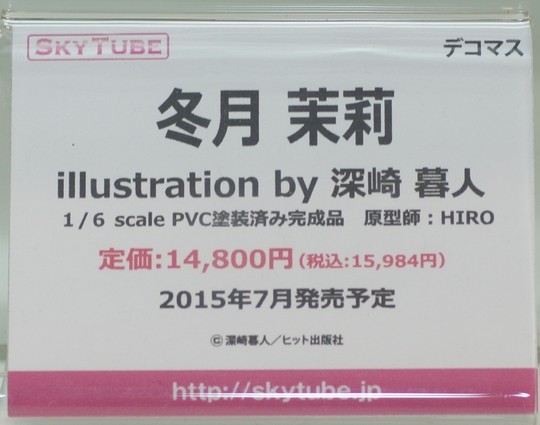 SKYTUBE
デコマス
冬月 茉莉
illustration by 深崎 暮人
1/6 scale PVC塗装済み完成品 原型師：HIRO
定価:14,800円(税込:15,984円)
2015年7月発売予定
©深崎暮人/ヒット出版社
http://skytube.jp